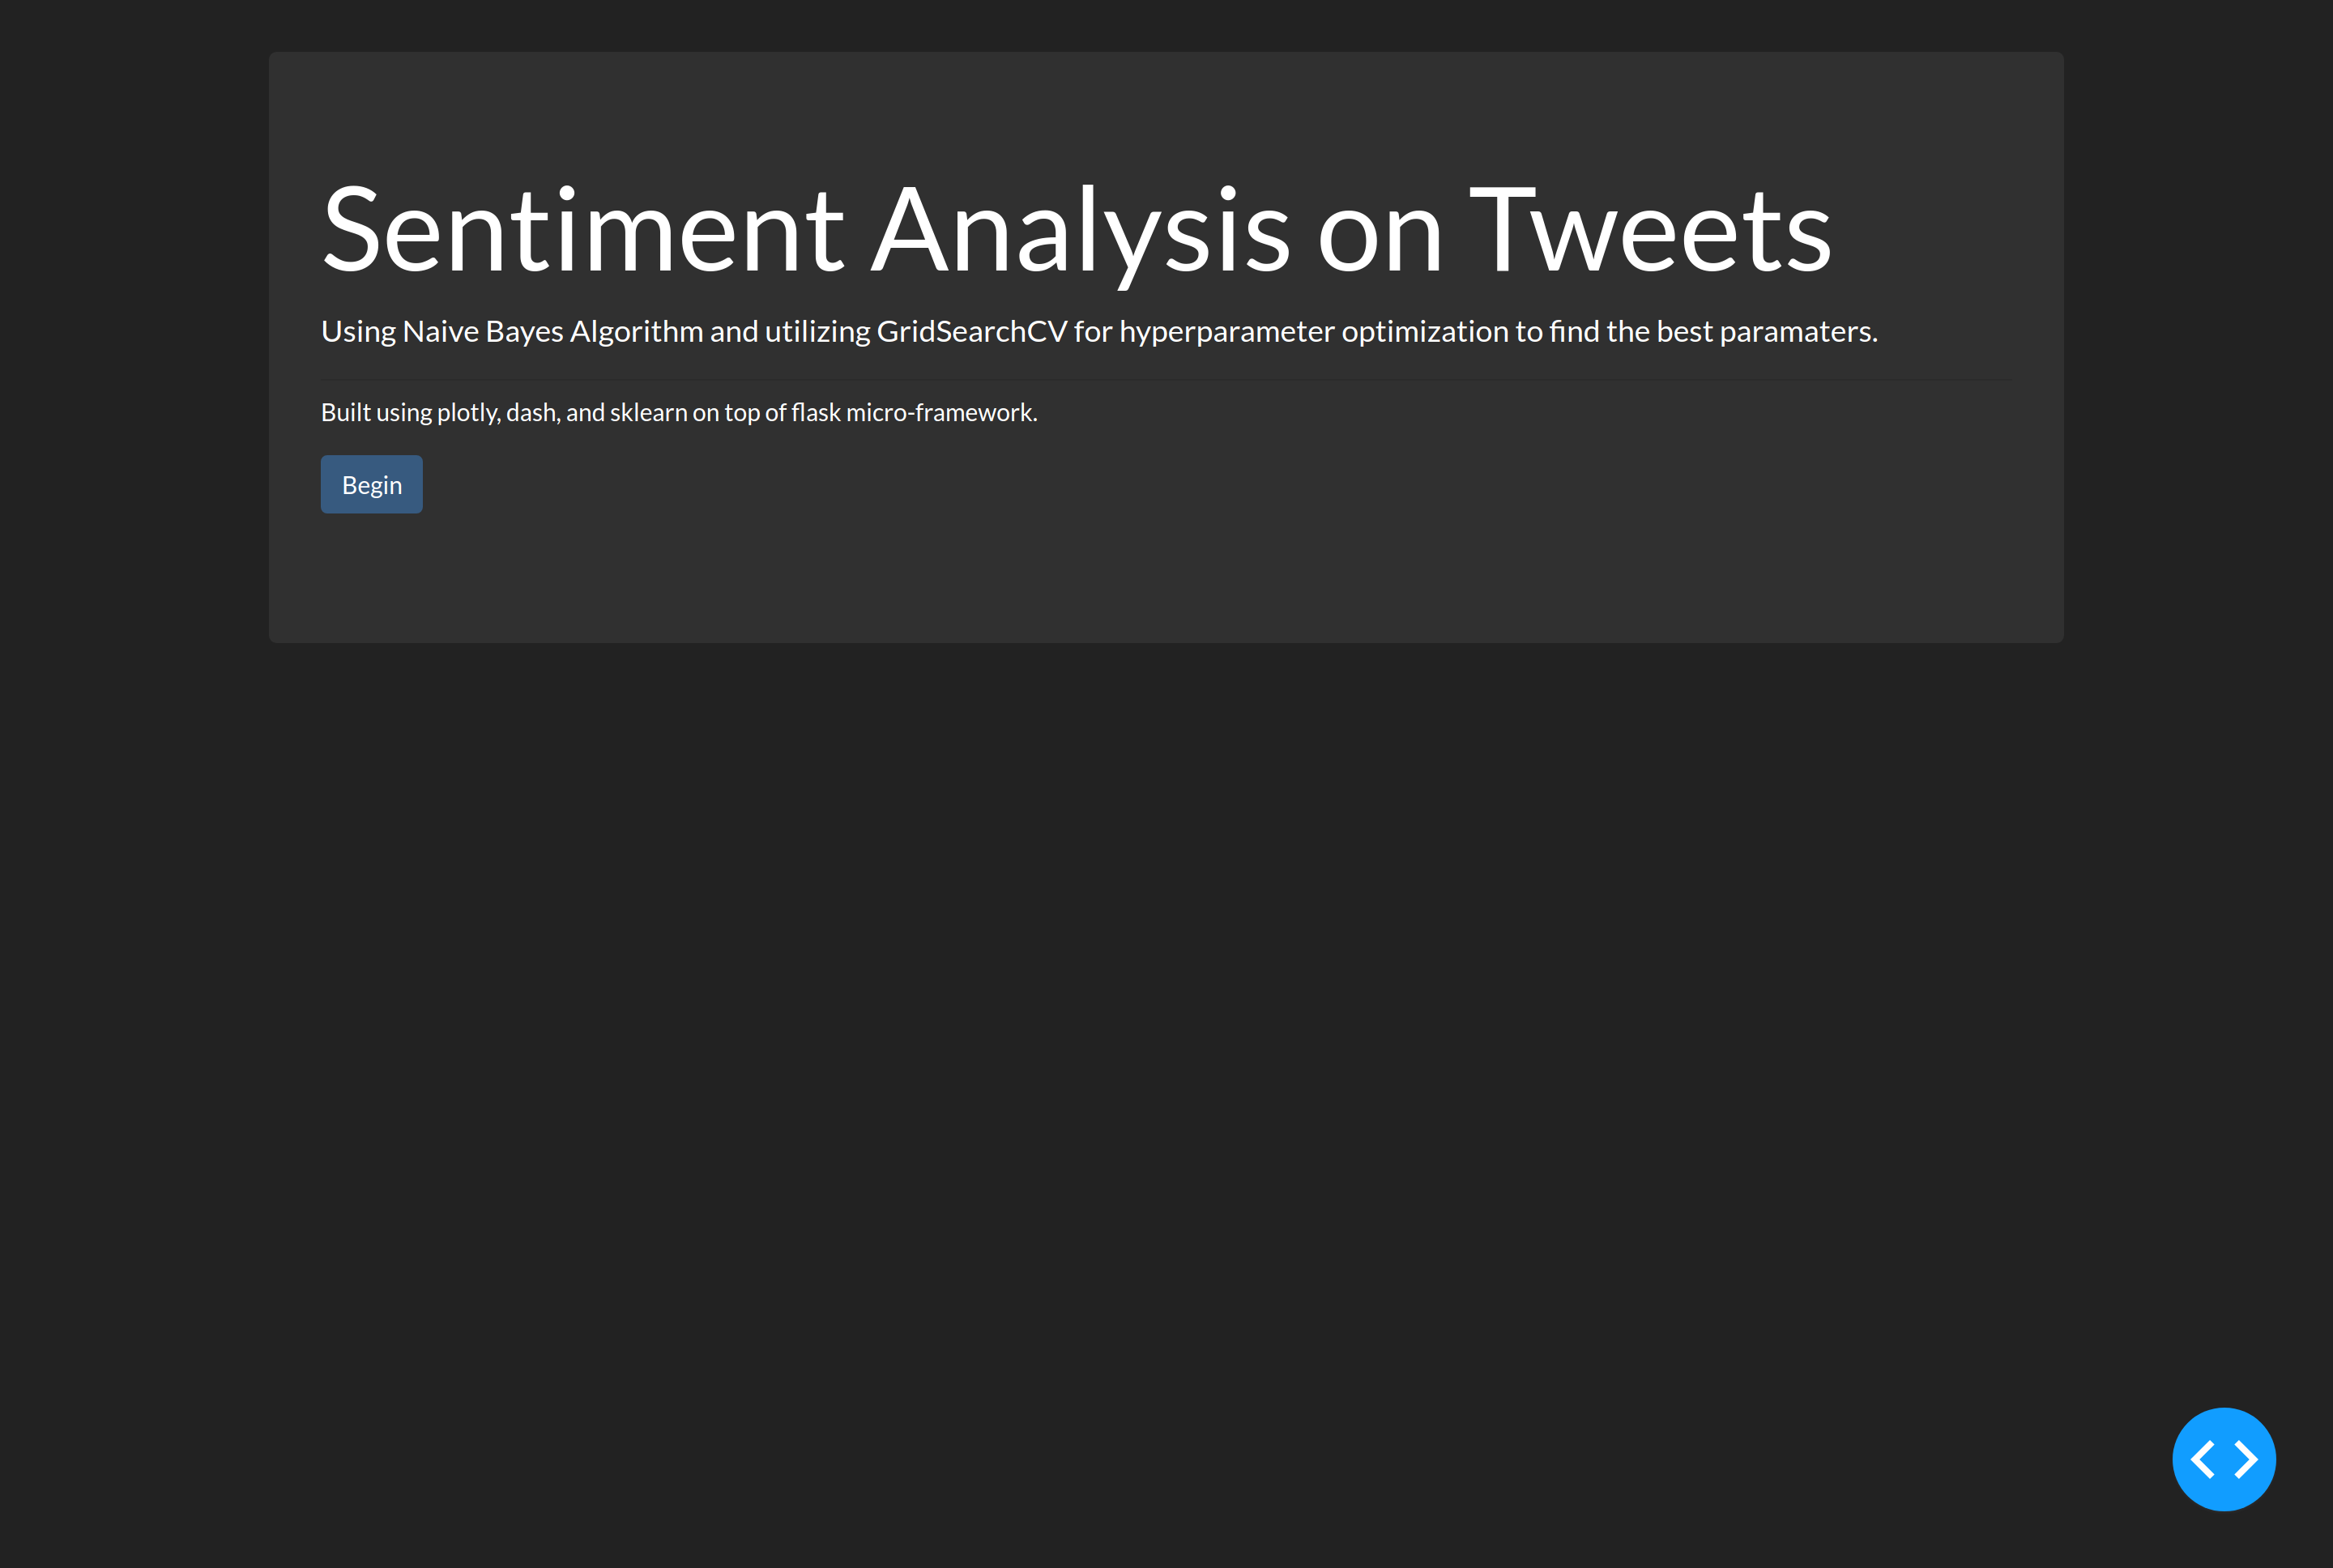 Sentiment Analysis on Tweets
Using Naive Bayes Algorithm and utilizing GridSearchCV for hyperparameter optimization to find the best paramaters.
Built using plotly, dash, and sklearn on top of flask micro-framework.
Begin